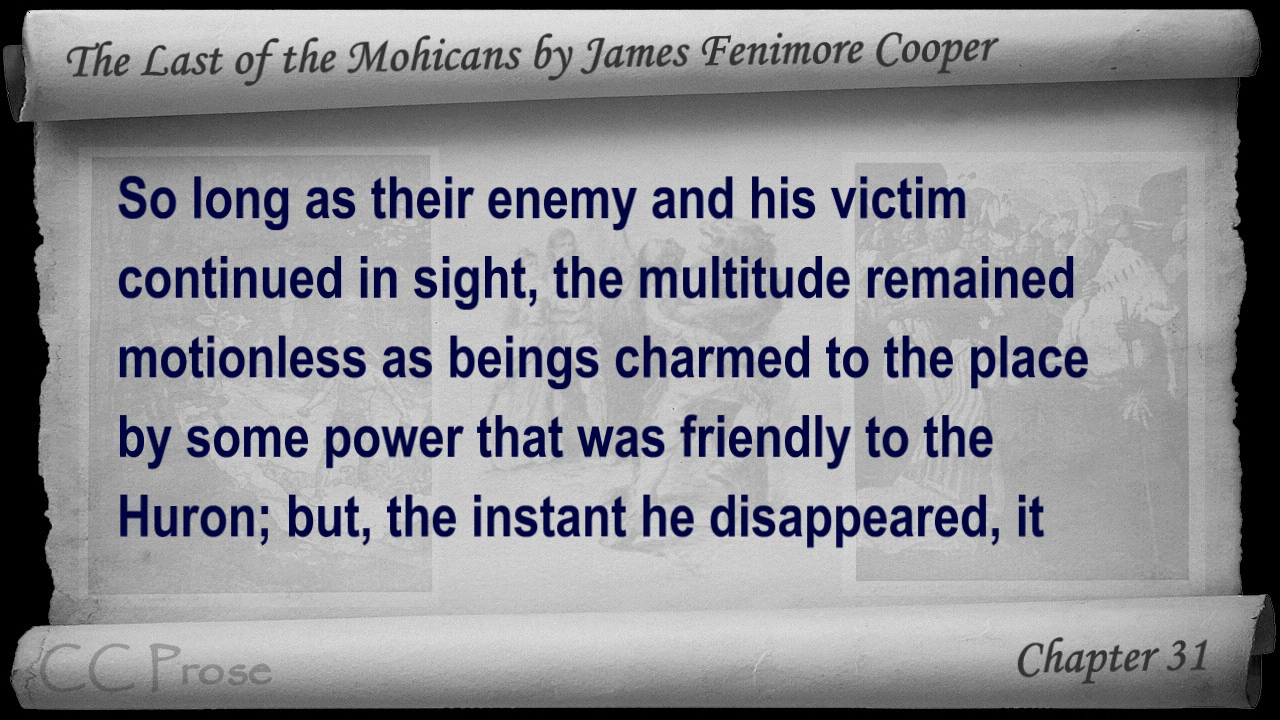 The Last of the Mohicans by James Fenimore Cooper
So long as their enemy and his victim
continued in sight, the multitude remained
motionless as beings charmed to the place
by some power that was friendly to the
Huron; but, the instant he disappeared, it
CC Prose
Chapter 31